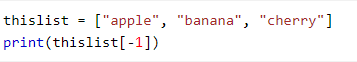 thislist = ["apple", "banana", "cherry"]
print(thislist[-1])